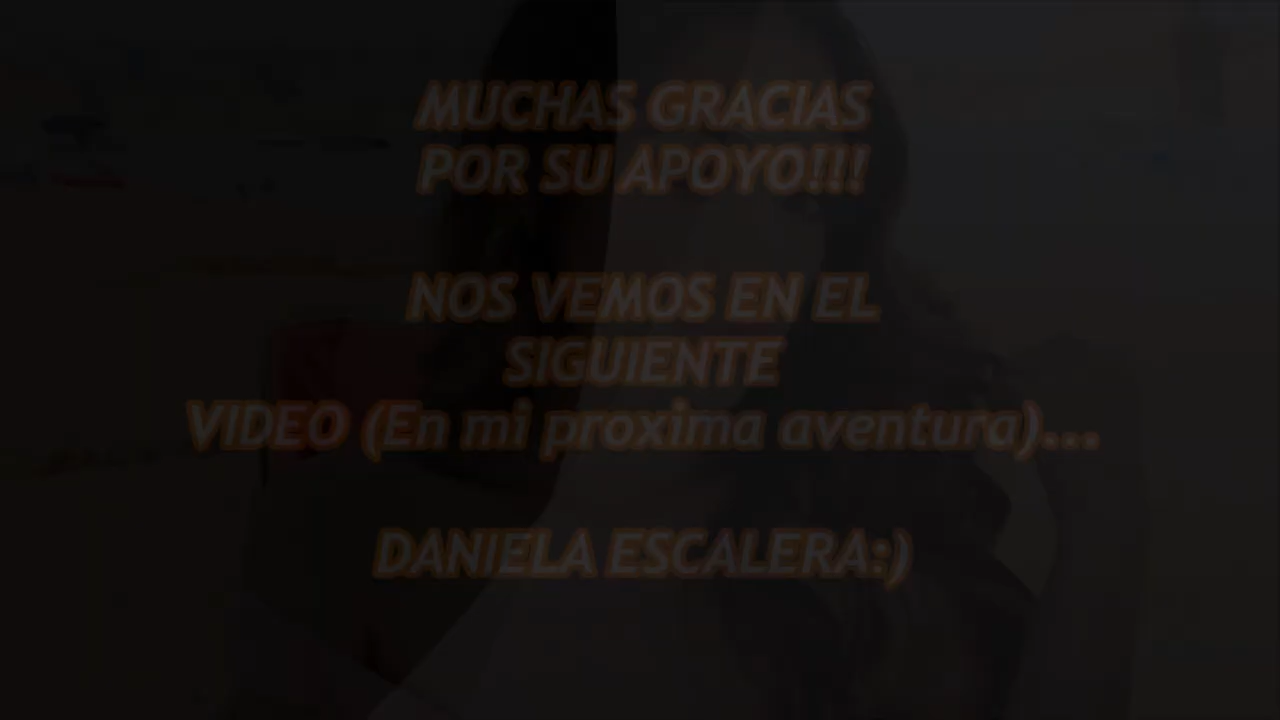 MUCHAS GRACIAS
POR SU APOYO!!!
NOS VEMOS EN EL
SIGUIENTE
VIDEO (En mi proxima aventura)...
DANIELA ESCALERA:)